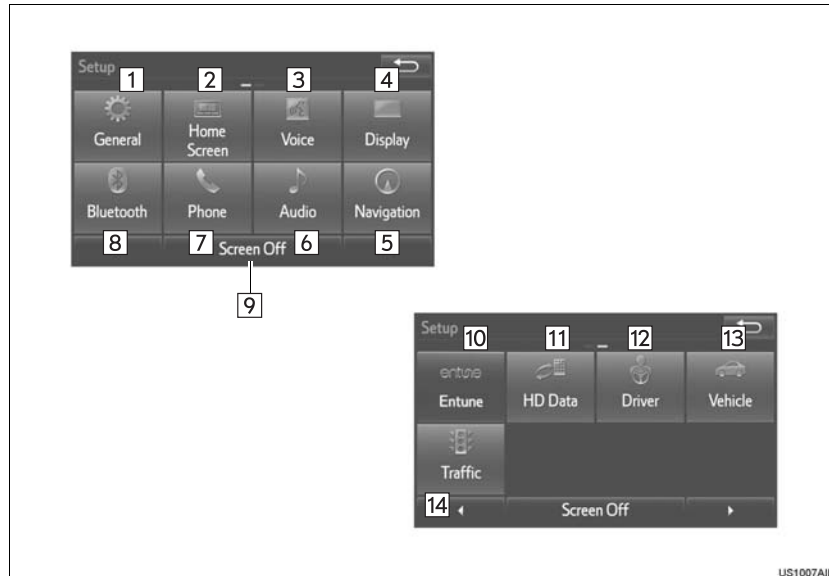 Setup
1
2
3
4
General
Home
Screen
Voice
Display
Bluetooth
Phone
Audio
Navigation
8
7
Screen Off
6
5
9
Setup
10
11
12
13
entune
Entune
HD Data
Driver
Vehicle
Traffic
14
Screen Off
US1007AII